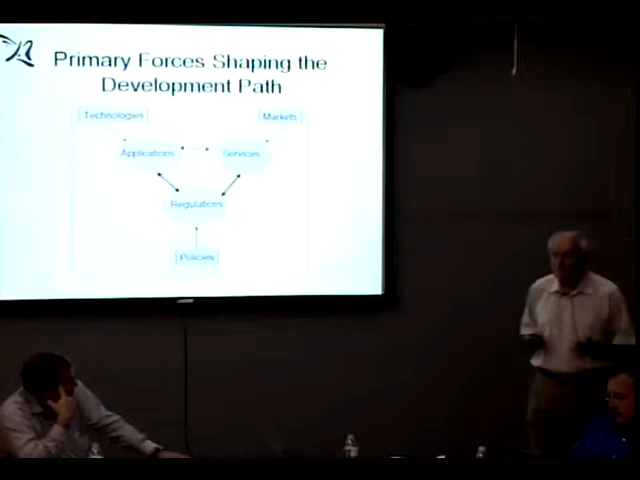 Primary Forces Shaping the
Development Path
Technologies
Markets
Applications
Services
Regulations
Policies